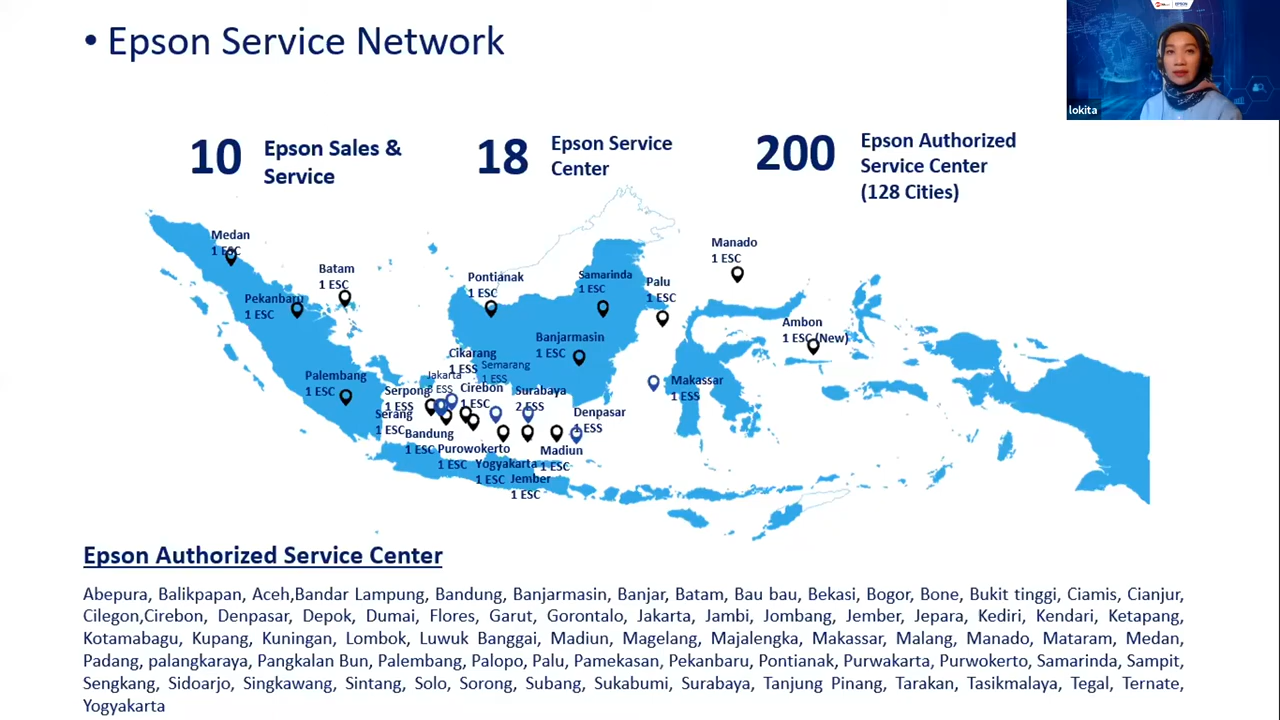 • Epson Service Network
EPSON
lokita
10
Epson Sales &
Service
18
Epson Service
Center
200
Epson Authorized
Service Center
(128 Cities)
Medan
1 ESC
Batam
1 ESC
Pekanbaru
1 ESC
Palembang
1 ESC
Pontianak
1 ESC
Samarinda
1 ESC
Palu
1 ESC
Manado
1 ESC
Ambon
1 ESC (New)
Banjarmasin
1 ESC
Cikarang
1 ESS
Semarang
1 ESS
Jakarta
ESS
Serpong
1 ESS
Cirebon
1 ESC
Surabaya
2 ESS
Makassar
1 ESS
Serang
1 ESC
Denpasar
1 ESS
Bandung
1 ESC
Purowokerto
1 ESC
Yogyakarta
1 ESC
Madiun
1 ESC
Jember
1 ESC
Epson Authorized Service Center
Abepura, Balikpapan, Aceh,Bandar Lampung, Bandung, Banjarmasin, Banjar, Batam, Bau bau, Bekasi, Bogor, Bone, Bukit tinggi, Ciamis, Cianjur,
Cilegon,Cirebon, Denpasar, Depok, Dumai, Flores, Garut, Gorontalo, Jakarta, Jambi, Jombang, Jember, Jepara, Kediri, Kendari, Ketapang,
Kotamabagu, Kupang, Kuningan, Lombok, Luwuk Banggai, Madiun, Magelang, Majalengka, Makassar, Malang, Manado, Mataram, Medan,
Padang, palangkaraya, Pangkalan Bun, Palembang, Palopo, Palu, Pamekasan, Pekanbaru, Pontianak, Purwakarta, Purwokerto, Samarinda, Sampit,
Sengkang, Sidoarjo, Singkawang, Sintang, Solo, Sorong, Subang, Sukabumi, Surabaya, Tanjung Pinang, Tarakan, Tasikmalaya, Tegal, Ternate,
Yogyakarta